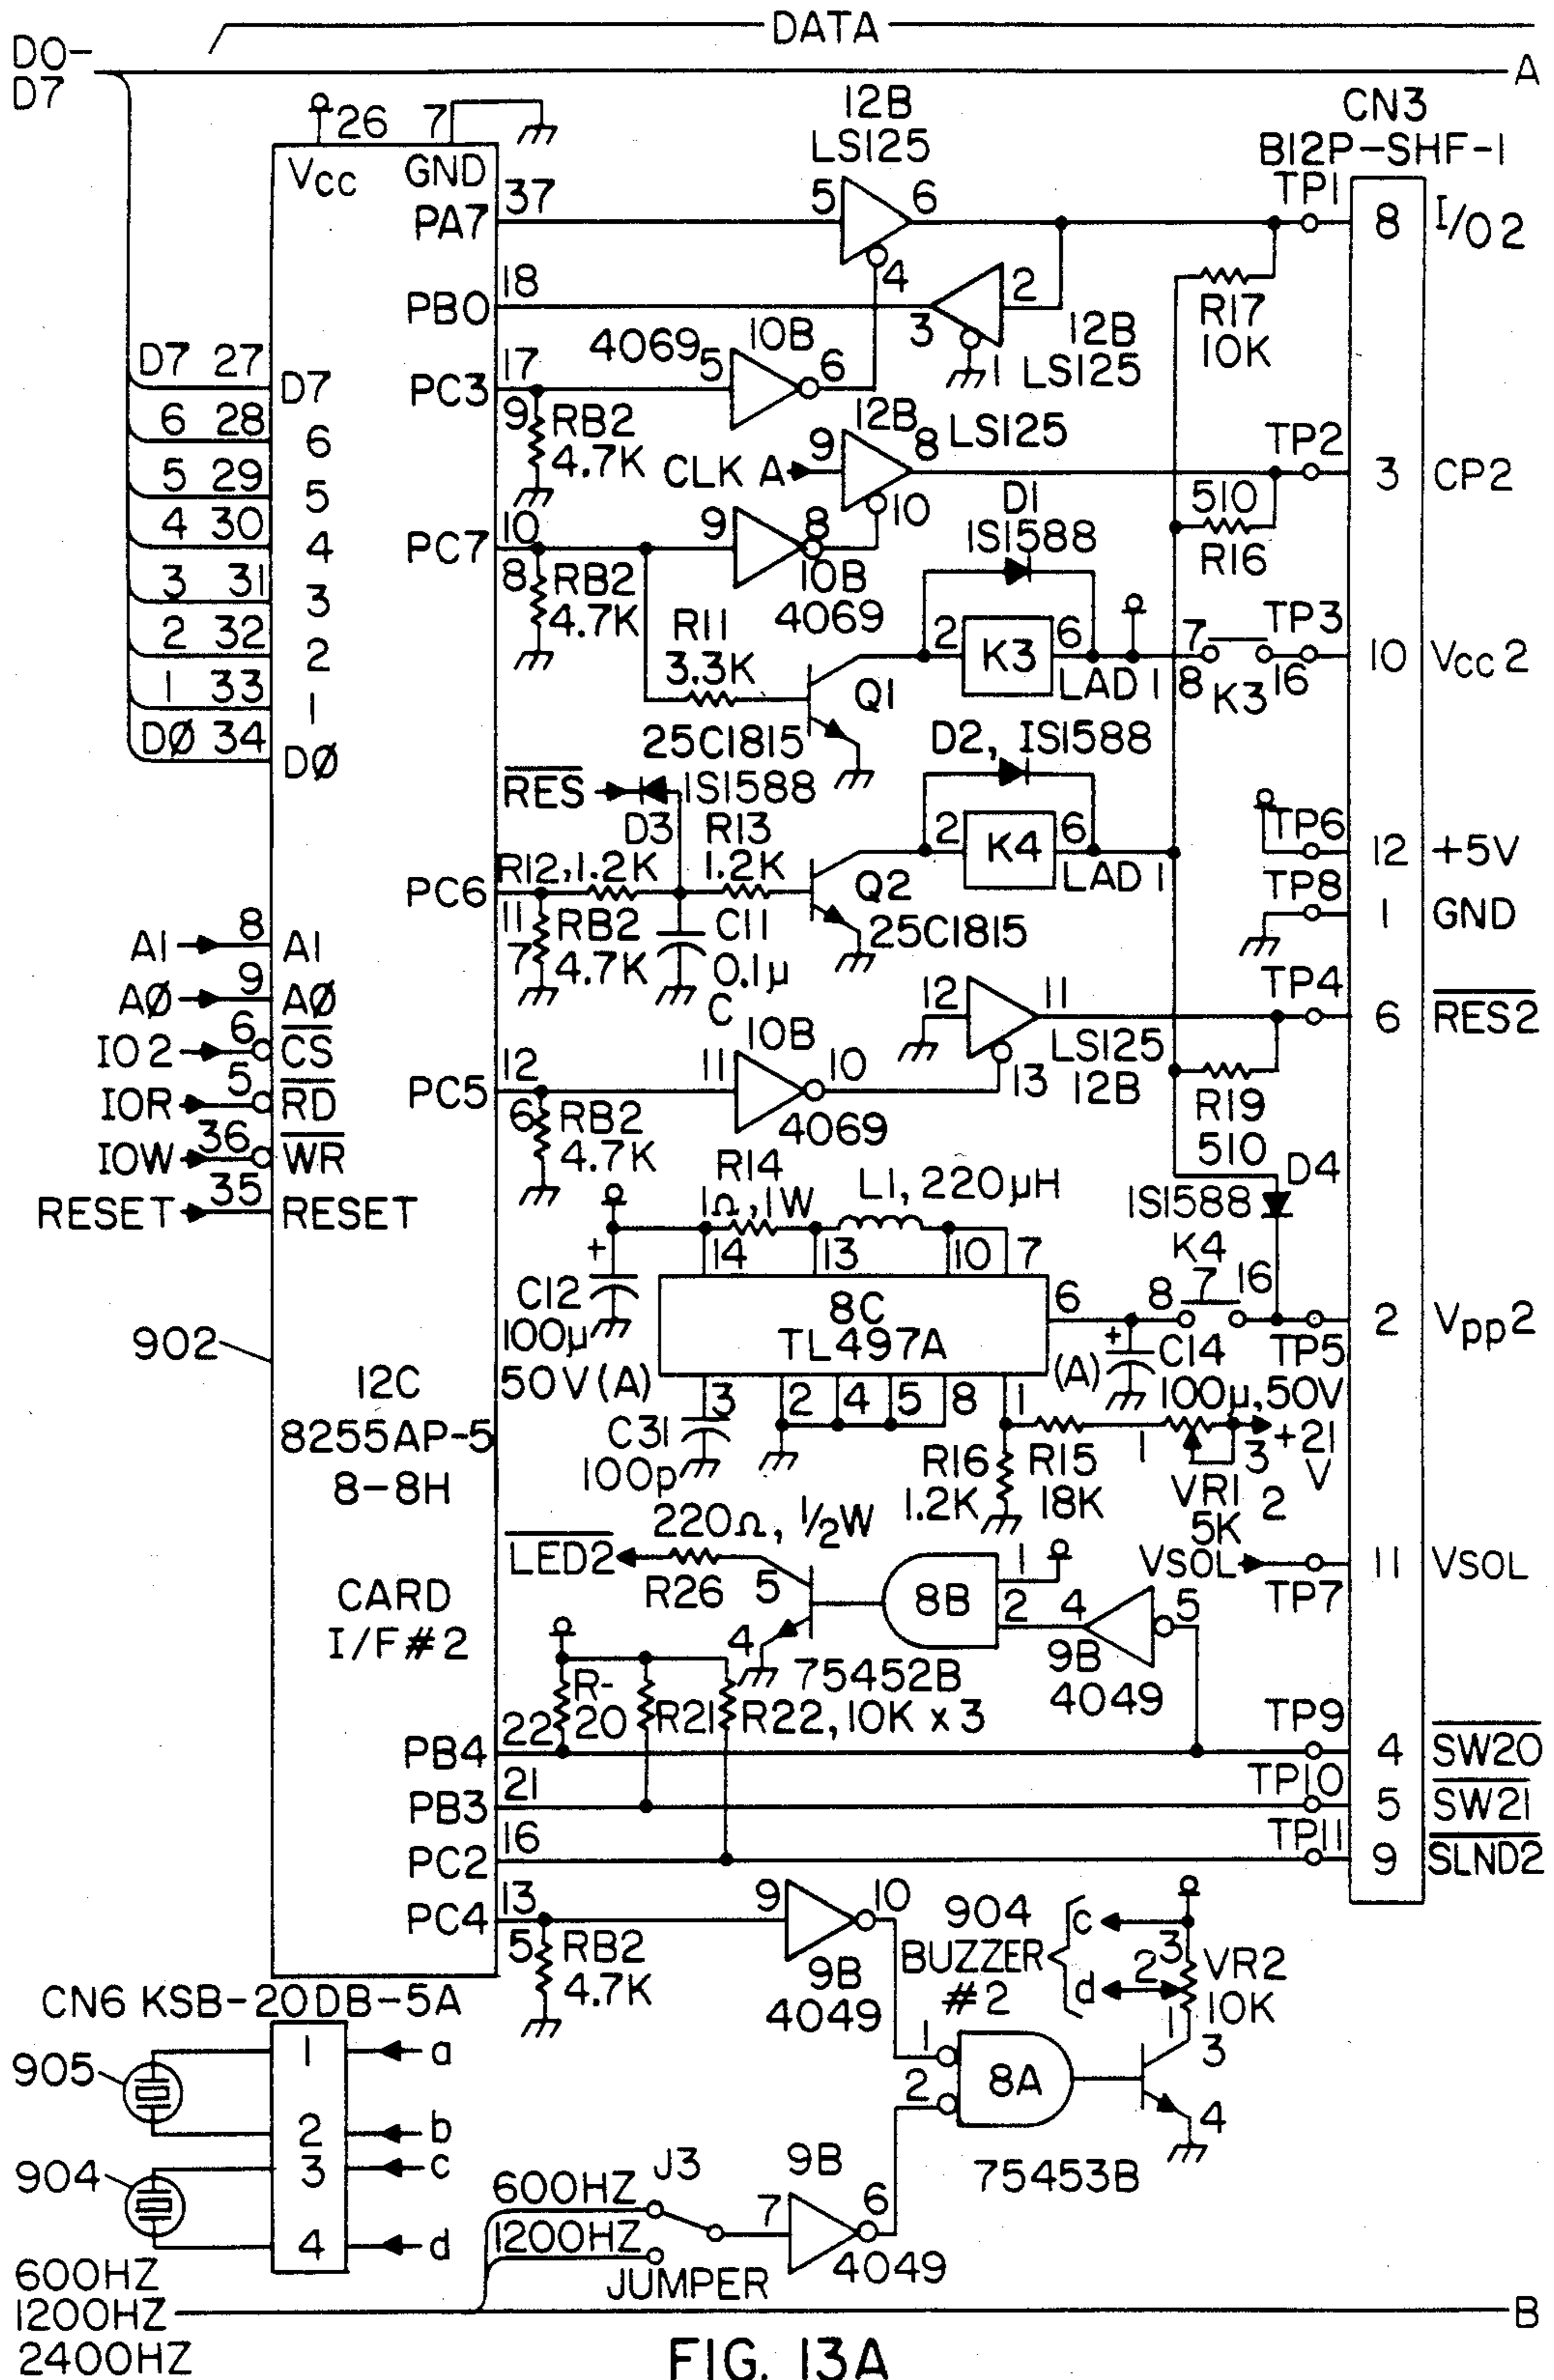 DATA
D0-
D7
A
CN3
B12P-SHF-1
12B
LS125
26
7
VCC
GND
37
PA7
5
6
TP1
8
I/O2
4
18
PB0
2
3
1
12B
LS125
R17
10K
4069
10B
5
6
17
PC3
9
RB2
4.7K
D7 27
D7
6 28
6
5 29
5
4 30
4
3 31
3
2 32
2
1 33
1
DØ 34
DØ
12B
LS125
CLK A
9
8
10
TP2
3
CP2
510
R16
D1
1S1588
10
PC7
8
RB2
4.7K
9
8
10B
4069
R11
3.3K
2
K3
6
LAD 1
7
8
K3
16
TP3
10
VCC 2
Q1
25C1815
D2, 1S1588
RES
1S1588
D3
R13
1.2K
R12, 1.2K
PC6
11
7
RB2
4.7K
C11
0.1μ
C
2
K4
6
LAD 1
Q2
25C1815
TP6
12
+5V
TP8
1
GND
8
A1
A1
9
AØ
AØ
6
IO2
CS
5
IOR
RD
36
IOW
WR
35
RESET
RESET
12
11
LS125
12B
13
TP4
6
RES2
12
PC5
6
RB2
4.7K
10B
11
10
4069
R19
510
D4
1S1588
R14
1Ω, 1W
L1, 220μH
14
13
10
7
C12
100μ
50V (A)
8C
TL497A
6
K4
8
7
16
TP5
2
Vpp2
(A)
C14
100μ, 50V
3
2
4
5
8
1
C31
100p
R16
1.2K
R15
18K
1
3
2
VR1
5K
+21
V
902
12C
8255AP-5
8-8H
CARD
I/F#2
220Ω, 1/2W
LED2
R26
5
4
75452B
8B
1
2
4
5
9B
4049
VSOL
TP7
11
VSOL
R-
20
R21
R22, 10K x 3
22
PB4
TP9
4
SW20
21
PB3
TP10
5
SW21
16
PC2
TP11
9
SLND2
13
PC4
5
RB2
4.7K
9
10
9B
4049
904
BUZZER
#2
c
d
3
2
1
VR2
10K
CN6 KSB-20DB-5A
905
1
a
2
b
3
c
904
4
d
1
2
8A
75453B
3
4
600HZ
1200HZ
J3
JUMPER
7
9B
6
4049
600HZ
1200HZ
2400HZ
B
FIG. 13A